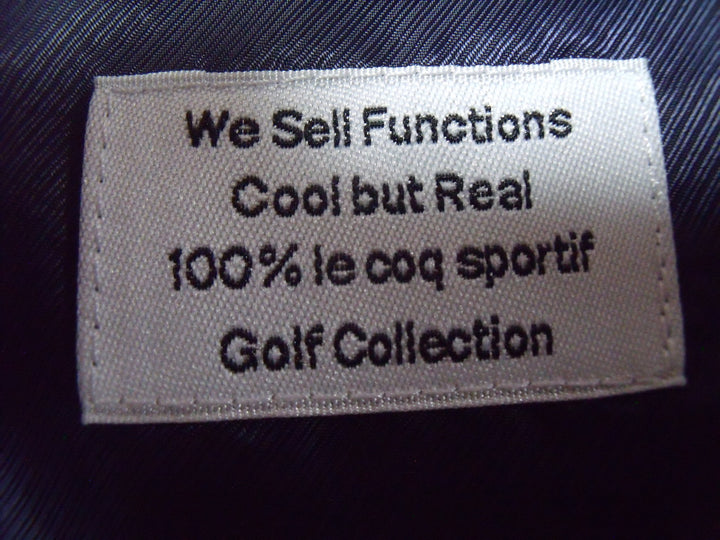 We Sell Functions
Cool but Real
100% le coq sportif
Golf Collection